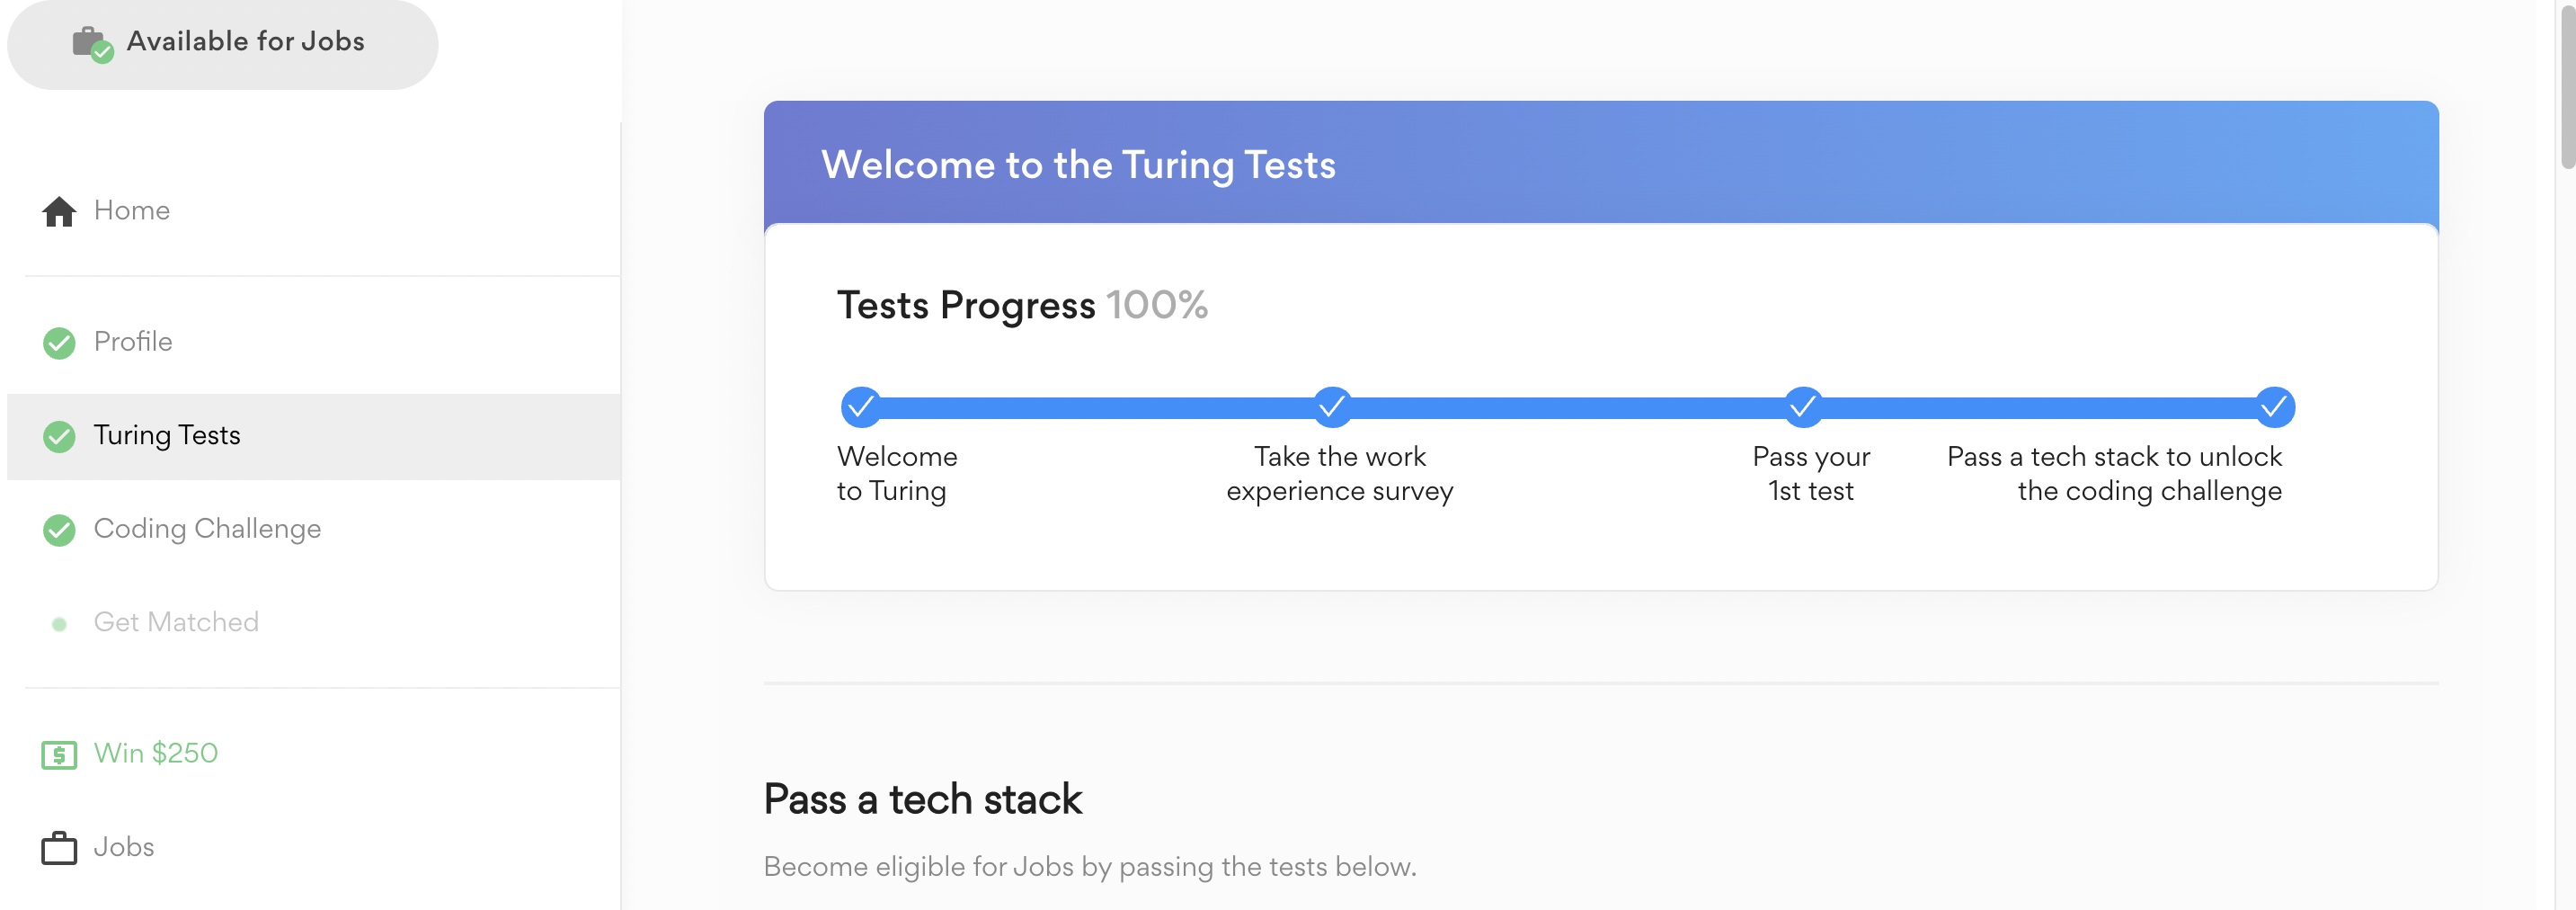 Available for Jobs
Home
Profile
Turing Tests
Coding Challenge
Get Matched
Win $250
Jobs
Welcome to the Turing Tests
Tests Progress 100%
Welcome
to Turing
Take the work
experience survey
Pass your
1st test
Pass a tech stack to unlock
the coding challenge
Pass a tech stack
Become eligible for Jobs by passing the tests below.